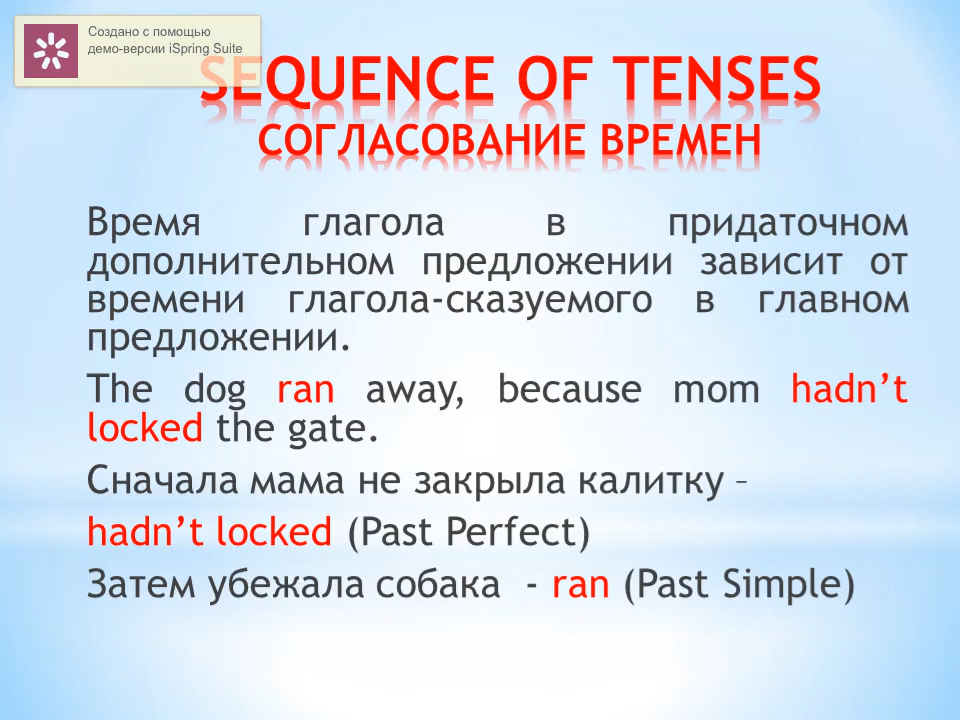 Создано с помощью
демо-версии iSpring Suite
SEQUENCE OF TENSES
СОГЛАСОВАНИЕ ВРЕМЕН
Время глагола в придаточном
дополнительном предложении зависит от
времени глагола-сказуемого в главном
предложении.
The dog ran away, because mom hadn’t
locked the gate.
Сначала мама не закрыла калитку –
hadn’t locked (Past Perfect)
Затем убежала собака - ran (Past Simple)